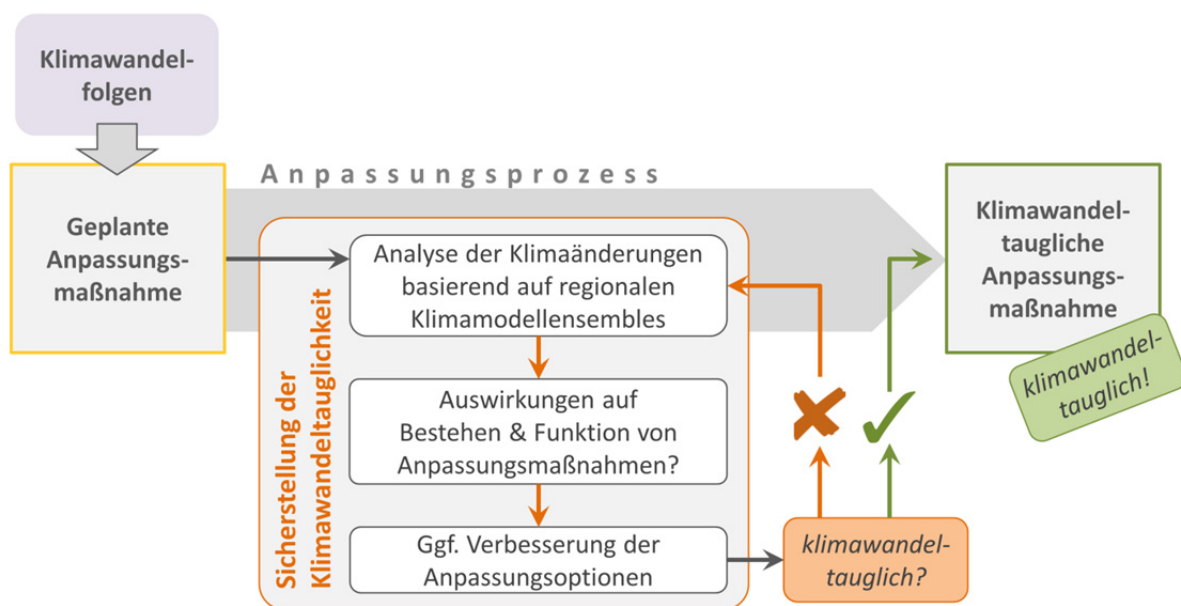 Klimawandel-
folgen
Anpassungsprozess
Geplante
Anpassungs-
maßnahme
Sicherstellung der
Klimawandeltauglichkeit
Analyse der Klimaänderungen
basierend auf regionalen
Klimamodellensembles
Auswirkungen auf
Bestehen & Funktion von
Anpassungsmaßnahmen?
Ggf. Verbesserung der
Anpassungsoptionen
klimawandel-
tauglich?
Klimawandel-
taugliche
Anpassungs-
maßnahme
klimawandel-
tauglich!